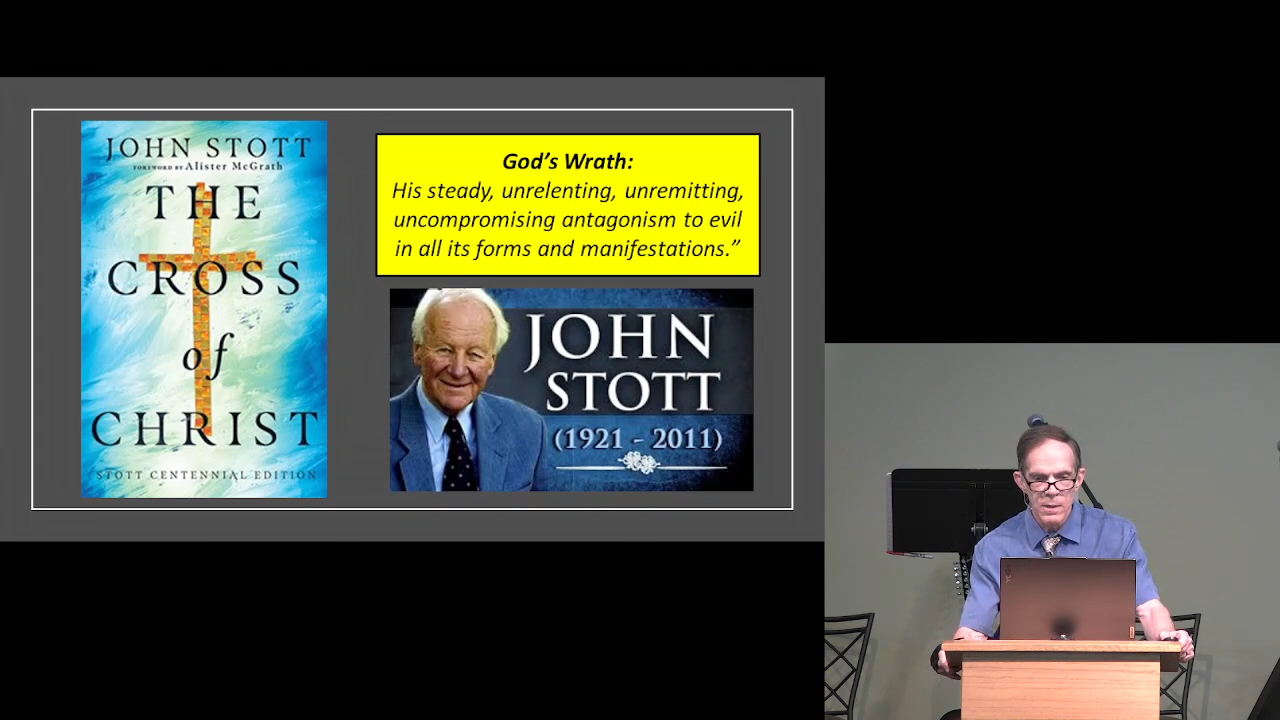 JOHN STOTT
FOREWORD BY Alister McGrath
THE
CROSS
of
CHRIST
STOTT CENTENNIAL EDITION
God's Wrath:
His steady, unrelenting, unremitting,
uncompromising antagonism to evil
in all its forms and manifestations.”
JOHN
STOTT
(1921 - 2011)